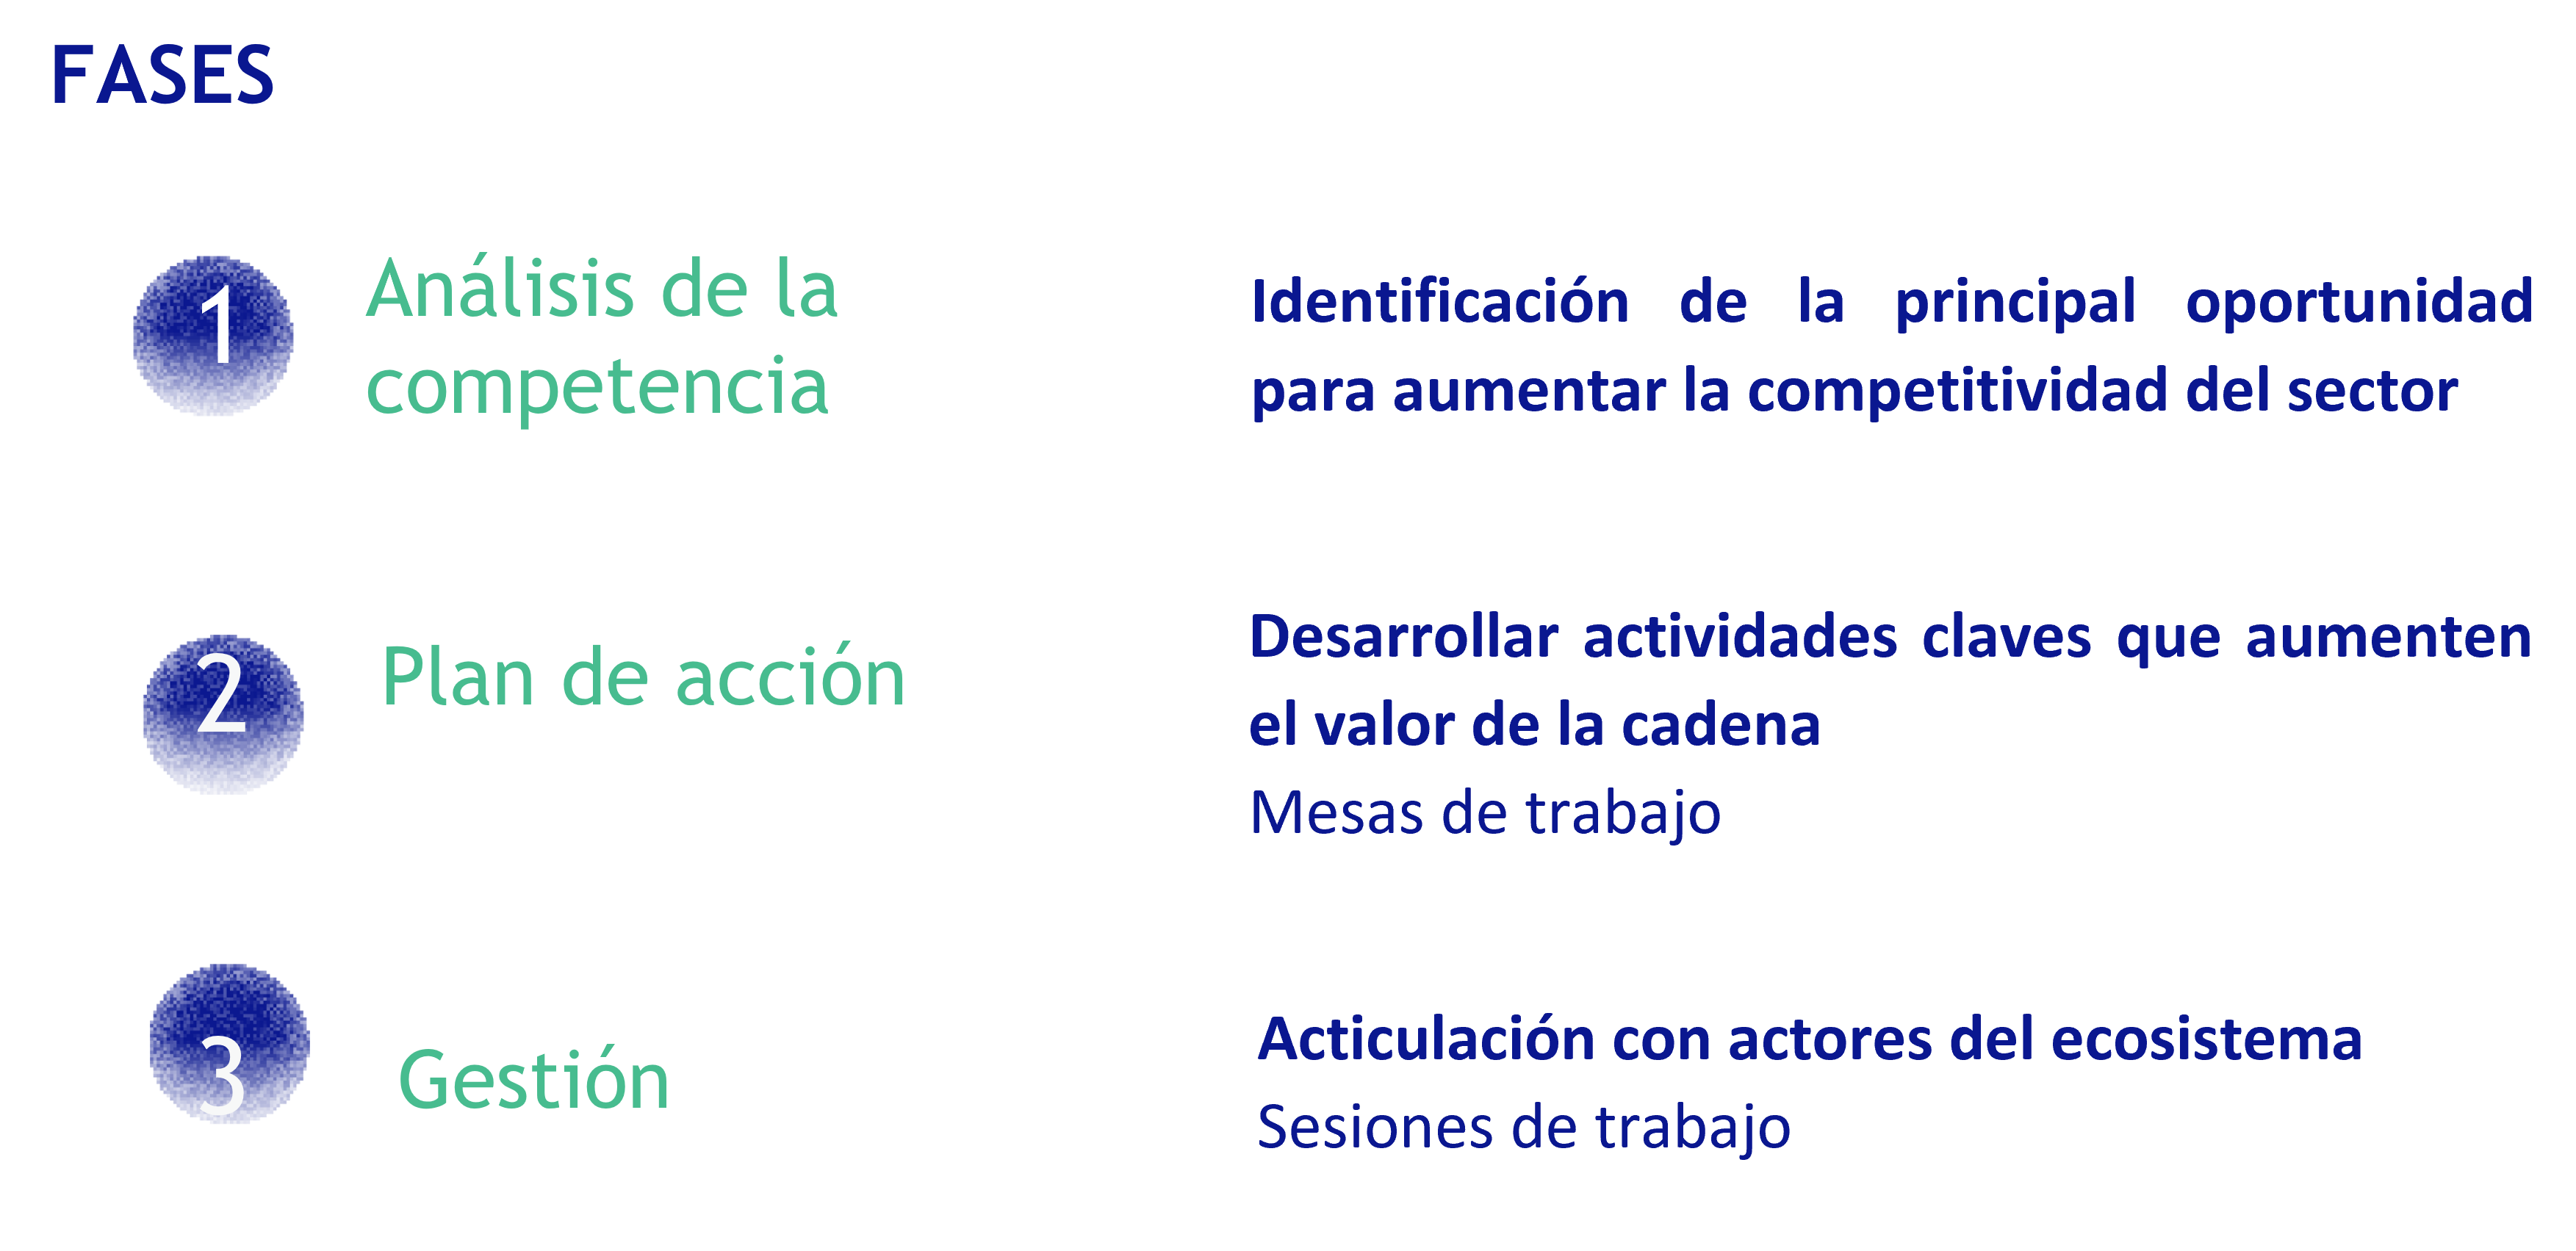 FASES
1
Análisis de la
competencia
Identificación de la principal oportunidad
para aumentar la competitividad del sector
2
Plan de acción
Desarrollar actividades claves que aumenten
el valor de la cadena
Mesas de trabajo
3
Gestión
Acticulación con actores del ecosistema
Sesiones de trabajo